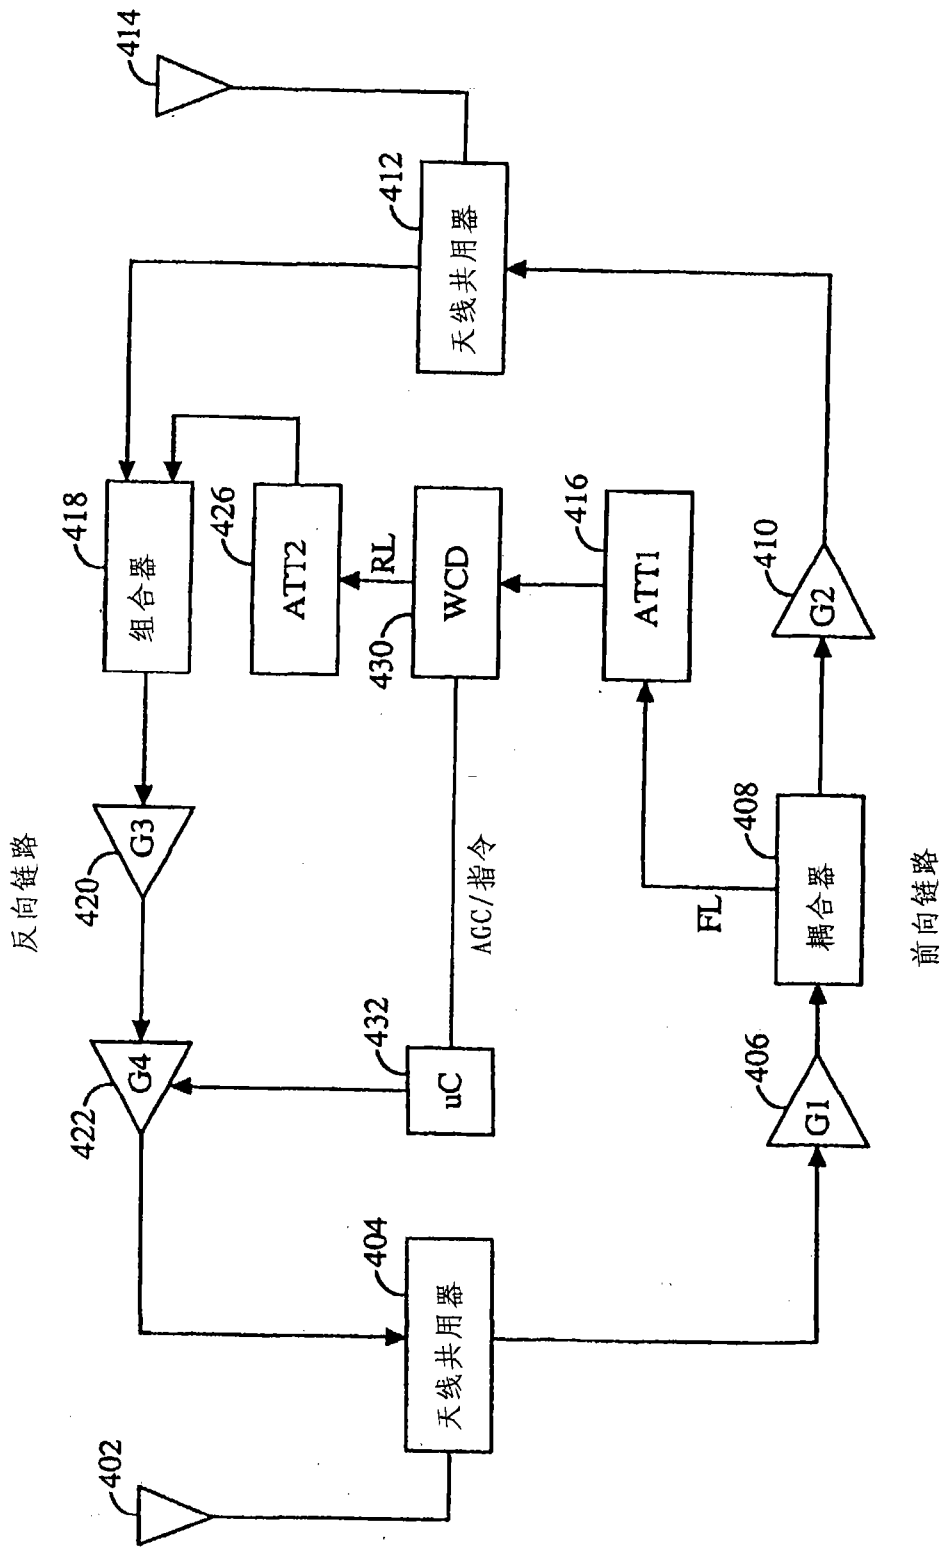 反向链路
402
天线共用器
404
422
G4
420
G3
418
组合器
426
ATT2
RL
uC
432
AGC/指令
430
WCD
ATT1
416
FL
G1
406
耦合器
408
G2
410
天线共用器
412
414
前向链路